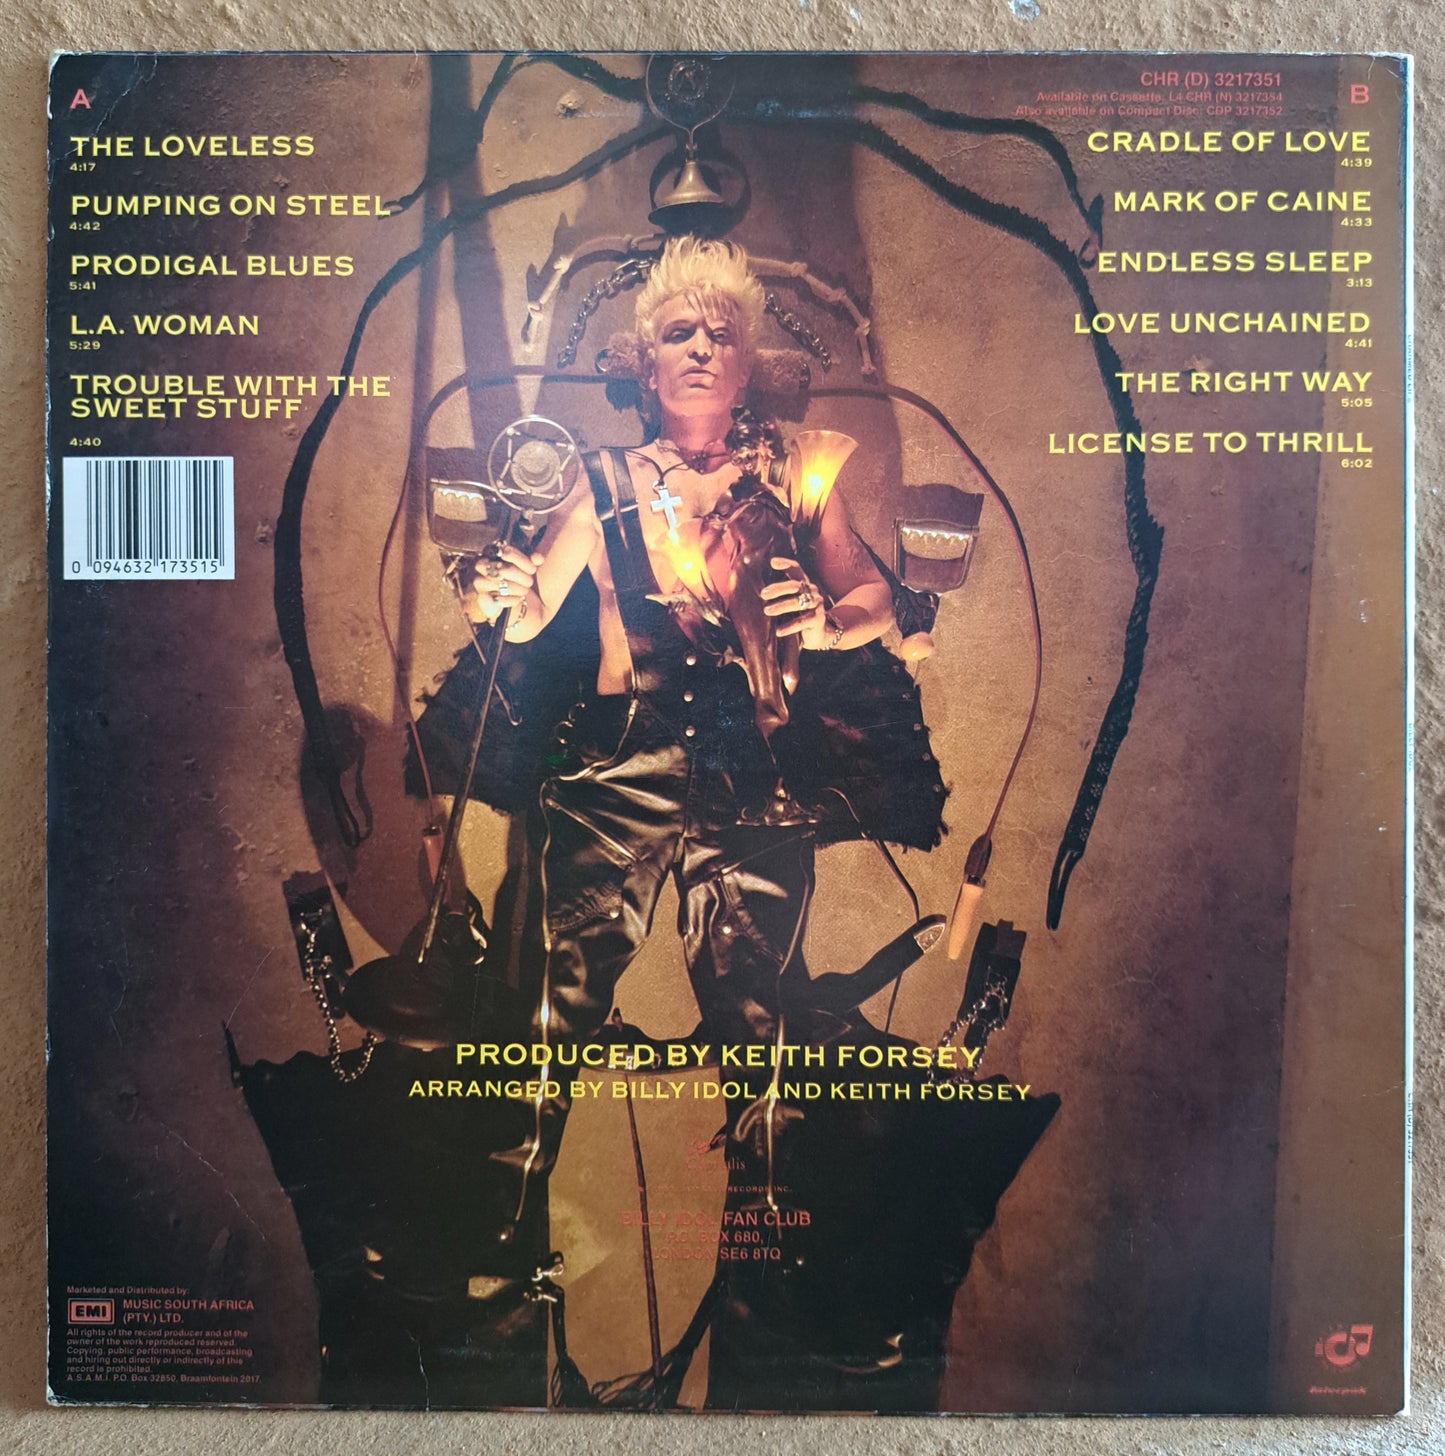 A
THE LOVELESS
4:17
PUMPING ON STEEL
4:42
PRODIGAL BLUES
5:41
L.A. WOMAN
5:29
TROUBLE WITH THE
SWEET STUFF
4:40
0 094632 173515
CHR (D) 3217351
Available on Cassette, L4 CHR (N) 3217354
Also available on Compact Disc: CDP 3217352
B
CRADLE OF LOVE
4:39
MARK OF CAINE
4:33
ENDLESS SLEEP
3:13
LOVE UNCHAINED
4:41
THE RIGHT WAY
5:05
LICENSE TO THRILL
6:02
PRODUCED BY KEITH FORSEY
ARRANGED BY BILLY IDOL AND KEITH FORSEY
RECORDS INC.
BILLY IDOL FAN CLUB
P.O. BOX 680,
LONDON SE6 8TQ
Marketed and Distributed by:
EMI MUSIC SOUTH AFRICA
(PTY.) LTD.
All rights of the record producer and of the
owner of the work reproduced reserved.
Copying, public performance, broadcasting
and hiring out directly or indirectly of this
record is prohibited.
A.S.A.M.I. P.O. Box 32850, Braamfontein 2017.